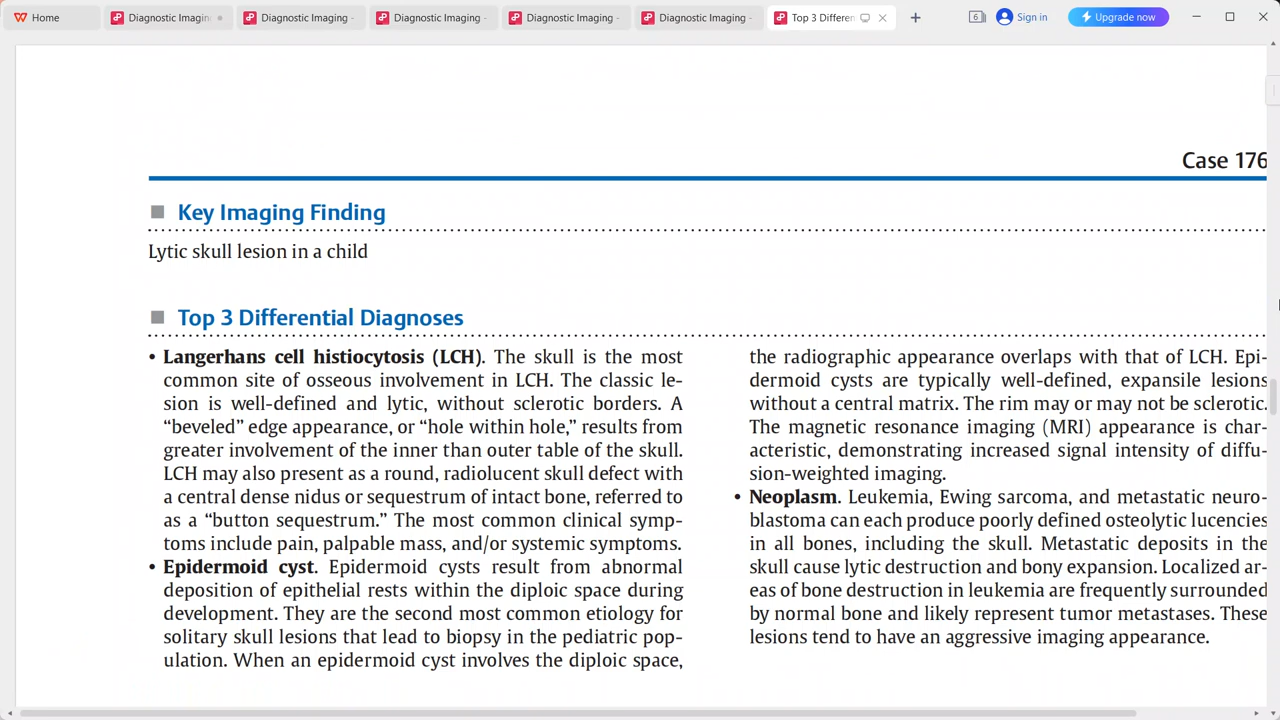 Home
Diagnostic Imaging
Diagnostic Imaging -
Diagnostic Imaging -
Diagnostic Imaging -
Diagnostic Imaging -
Top 3 Differen
6
Sign in
Upgrade now
Case 176
Key Imaging Finding
Lytic skull lesion in a child
Top 3 Differential Diagnoses
• Langerhans cell histiocytosis (LCH). The skull is the most
common site of osseous involvement in LCH. The classic le-
sion is well-defined and lytic, without sclerotic borders. A
“beveled” edge appearance, or “hole within hole,” results from
greater involvement of the inner than outer table of the skull.
LCH may also present as a round, radiolucent skull defect with
a central dense nidus or sequestrum of intact bone, referred to
as a “button sequestrum.” The most common clinical symp-
toms include pain, palpable mass, and/or systemic symptoms.
• Epidermoid cyst. Epidermoid cysts result from abnormal
deposition of epithelial rests within the diploic space during
development. They are the second most common etiology for
solitary skull lesions that lead to biopsy in the pediatric pop-
ulation. When an epidermoid cyst involves the diploic space,
the radiographic appearance overlaps with that of LCH. Epi-
dermoid cysts are typically well-defined, expansile lesions
without a central matrix. The rim may or may not be sclerotic.
The magnetic resonance imaging (MRI) appearance is char-
acteristic, demonstrating increased signal intensity of diffu-
sion-weighted imaging.
• Neoplasm. Leukemia, Ewing sarcoma, and metastatic neuro-
blastoma can each produce poorly defined osteolytic lucencies
in all bones, including the skull. Metastatic deposits in the
skull cause lytic destruction and bony expansion. Localized ar-
eas of bone destruction in leukemia are frequently surrounded
by normal bone and likely represent tumor metastases. These
lesions tend to have an aggressive imaging appearance.